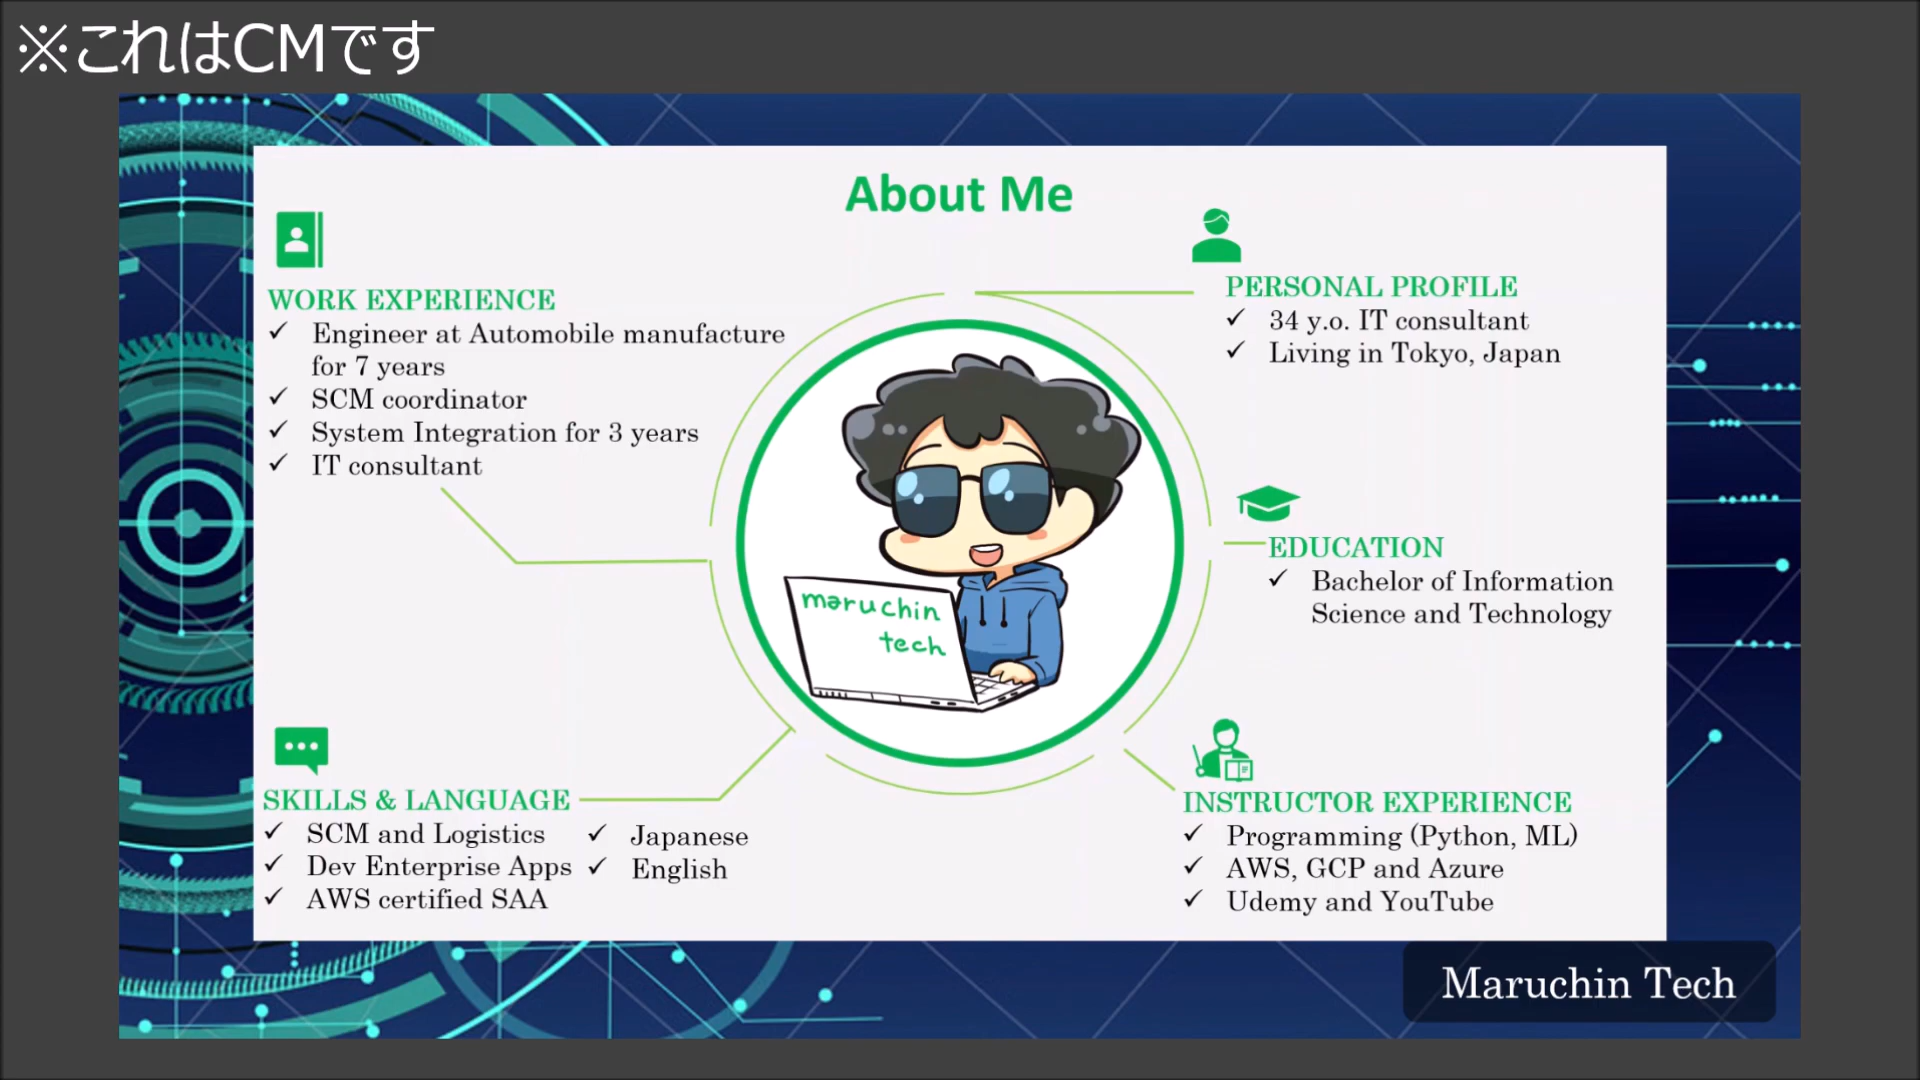 ※これはCMです
About Me
WORK EXPERIENCE
✓ Engineer at Automobile manufacture
for 7 years
✓ SCM coordinator
✓ System Integration for 3 years
✓ IT consultant
PERSONAL PROFILE
✓ 34 y.o. IT consultant
✓ Living in Tokyo, Japan
EDUCATION
✓ Bachelor of Information
Science and Technology
maruchin
tech
SKILLS & LANGUAGE
✓ SCM and Logistics
✓ Dev Enterprise Apps
✓ AWS certified SAA
✓ Japanese
✓ English
INSTRUCTOR EXPERIENCE
✓ Programming (Python, ML)
✓ AWS, GCP and Azure
✓ Udemy and YouTube
Maruchin Tech